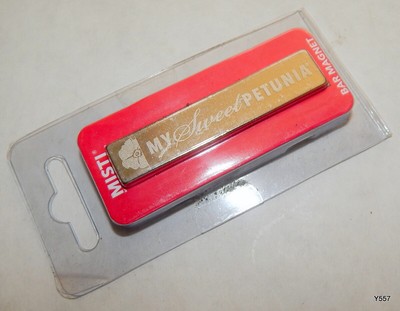 MISTI
MY Sweet PETUNIA
BAR MAGNET
Y557